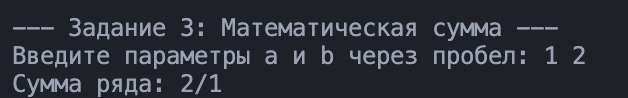 --- Задание 3: Математическая сумма ---
Введите параметры a и b через пробел: 1 2
Сумма ряда: 2/1